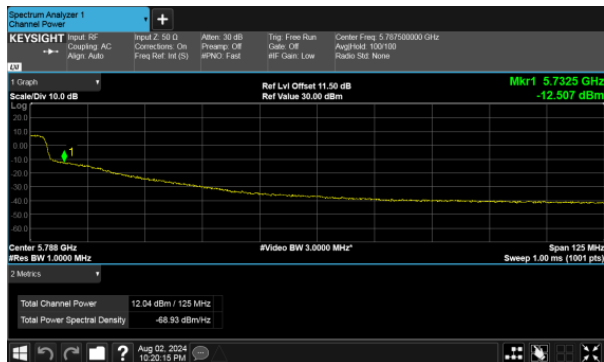 Spectrum Analyzer 1
Channel Power
+
KEYSIGHT Input: RF Input Z: 50 Ω Atten: 30 dB Trig: Free Run Center Freq: 5.787500000 GHz
Coupling: AC Corrections: On Preamp: Off Gate: Off Avg|Hold: 100/100
Align: Auto Freq Ref: Int (S) #PNO: Fast #IF Gain: Low Radio Std: None
LXI
1 Graph
Ref Lvl Offset 11.50 dB Mkr1 5.7325 GHz
Scale/Div 10.0 dB Ref Value 30.00 dBm -12.507 dBm
Log
20.0
10.0
0.00
1
-10.0
-20.0
-30.0
-40.0
-50.0
-60.0
Center 5.788 GHz #Video BW 3.0000 MHz* Span 125 MHz
#Res BW 1.0000 MHz Sweep 1.00 ms (1001 pts)
2 Metrics
Total Channel Power 12.04 dBm / 125 MHz
Total Power Spectral Density -68.93 dBm/Hz
? Aug 02, 2024
10:20:15 PM